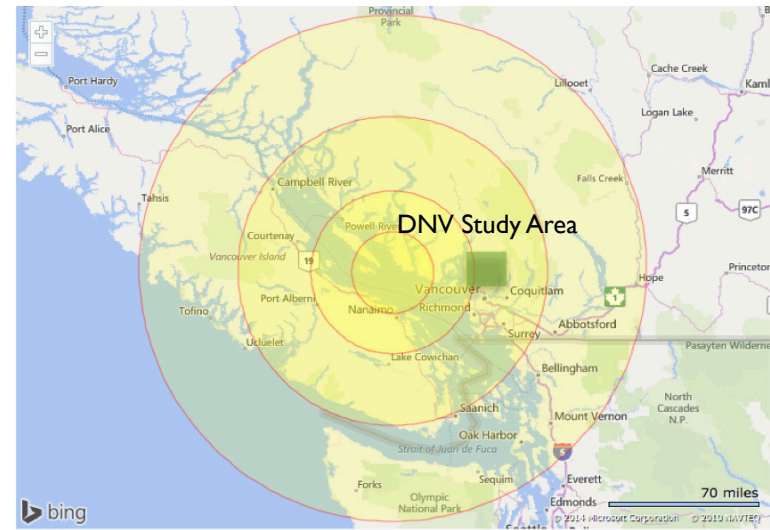 Provincial
Park
+
−
Port Hardy
Cache Creek
Lillooet
Kaml
Logan Lake
Port Alice
Merritt
Campbell River
Falls Creek
Tahsis
5
97C
Powell River
DNV Study Area
Courtenay
Vancouver Island
19
Princeton
Hope
Vancouver
Coquitlam
1
Port Alberni
Tofino
Nanaimo
Richmond
Abbotsford
Surrey
Ucluelet
Pasayten Wilderne
Lake Cowichan
Bellingham
North
Cascades
N.P.
Saanich
Mount Vernon
Oak Harbor
Strait of Juan de Fuca
5
Sequim
Everett
Forks
Olympic
National Park
70 miles
Edmonds
bing
© 2014 Microsoft Corporation © 2010 NAVTEQ
Seattle